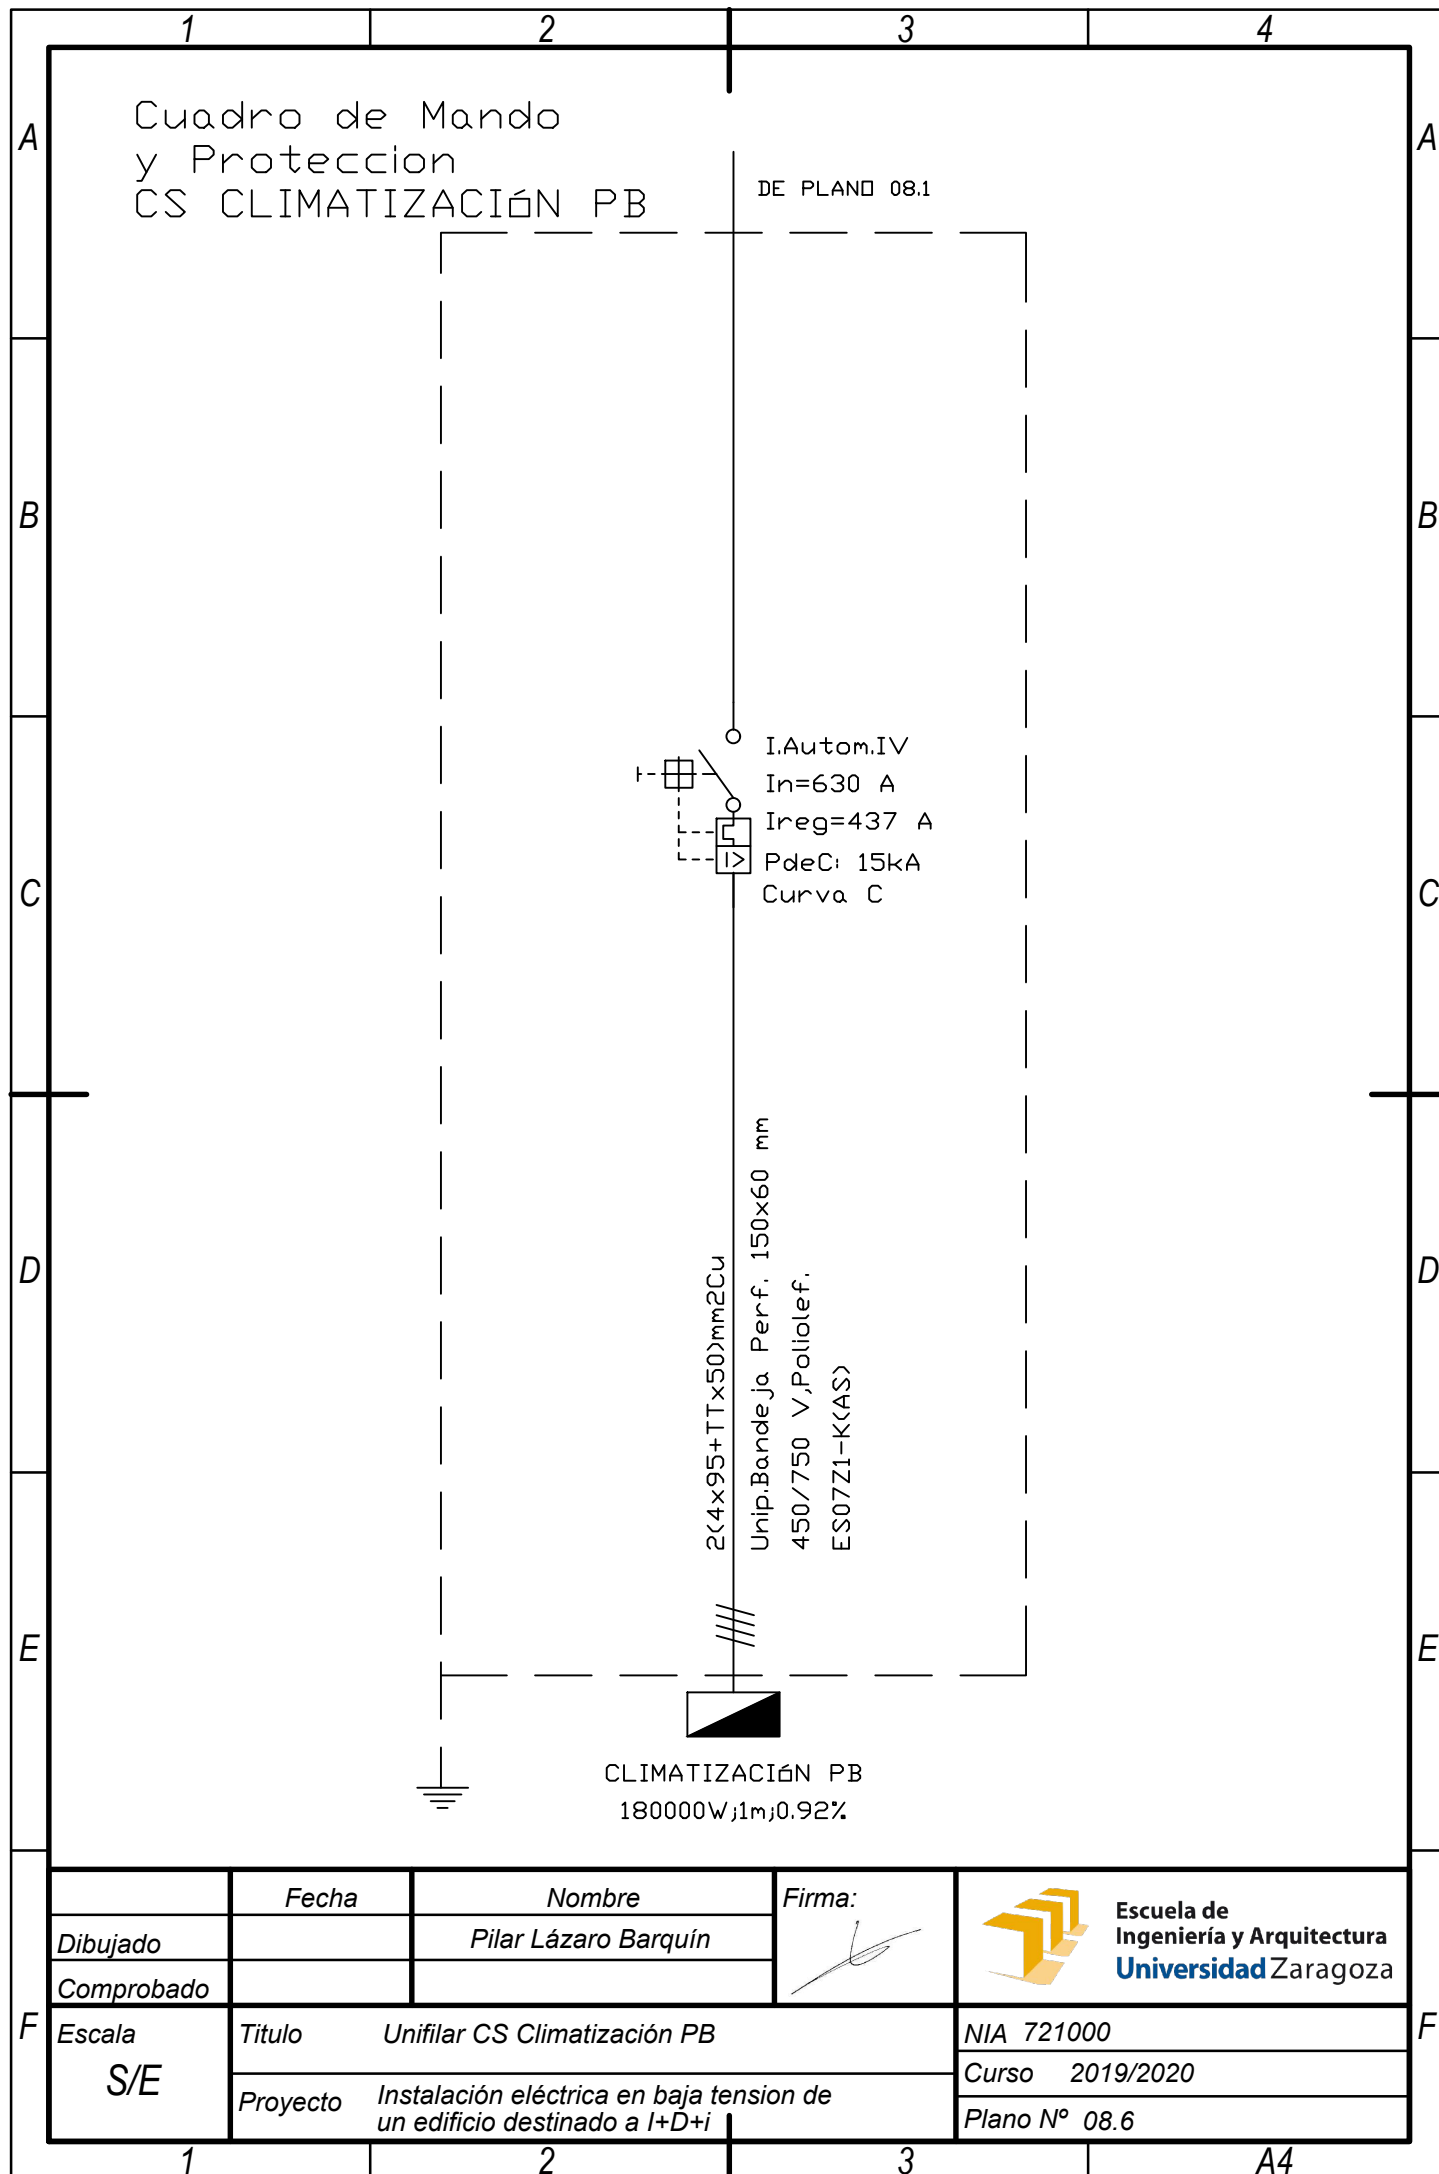 1 2 3 4
A A
Cuadro de Mando
y Proteccion
CS CLIMATIZACIóN PB
DE PLANO 08.1
B B
I.Autom.IV
In=630 A
Ireg=437 A
PdeC: 15kA
Curva C
I>
C C
2(4x95+TTx50)mm2Cu
Unip.Bandeja Perf. 150x60 mm
450/750 V,Poliolef.
ES07Z1-K(AS)
D D
E E
CLIMATIZACIóN PB
180000W;1m;0.92%
Fecha Nombre Firma:
Dibujado Pilar Lázaro Barquín
Comprobado
Escuela de
Ingeniería y Arquitectura
Universidad Zaragoza
F F
Escala
S/E
Titulo Unifilar CS Climatización PB
Proyecto Instalación eléctrica en baja tension de
un edificio destinado a I+D+i
NIA 721000
Curso 2019/2020
Plano Nº 08.6
1 2 3 A4